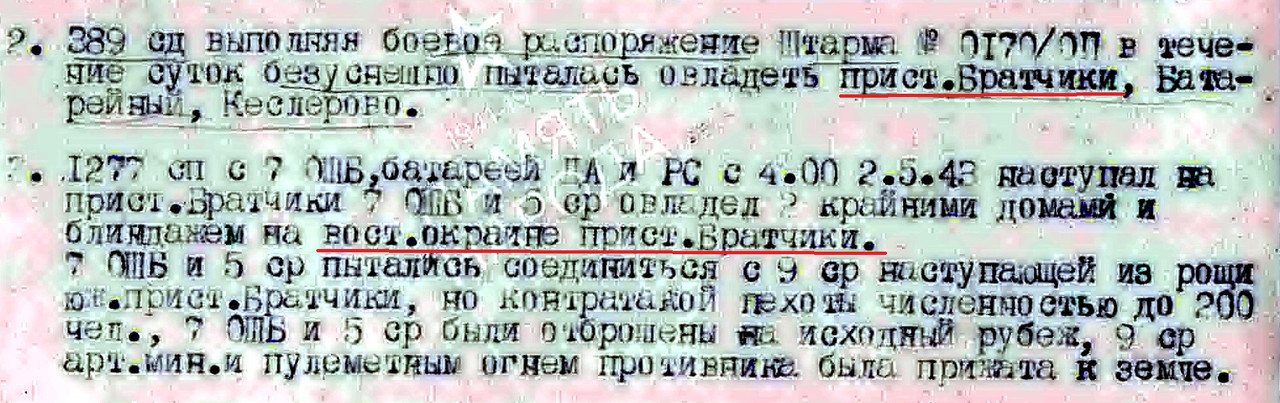 2. 389 сд выполняя боевое распоряжение Штарма № 0170/ОП в тече-
ние суток безуспешно пыталась овладеть прист.Братчики, Бата-
рейный, Кеслерово.
1277 сп с 7 ОШБ,батареей ДА и РС с 4.00 2.5.43 наступал на
прист.Братчики 7 ОШБ и 5 ср овладел 2 крайними домами и
блиндажем на вост.окраине прист.Братчики.
7 ОШБ и 5 ср пытались соединиться с 9 ср наступающей из рощи
юж.прист.Братчики, но контратакой пехоты численностью до 200
чел., 7 ОШБ и 5 ср были отброшены на исходный рубеж, 9 ср
арт.мин.и пулеметным огнем противника была прижата к земле.
ПАМЯТЬ